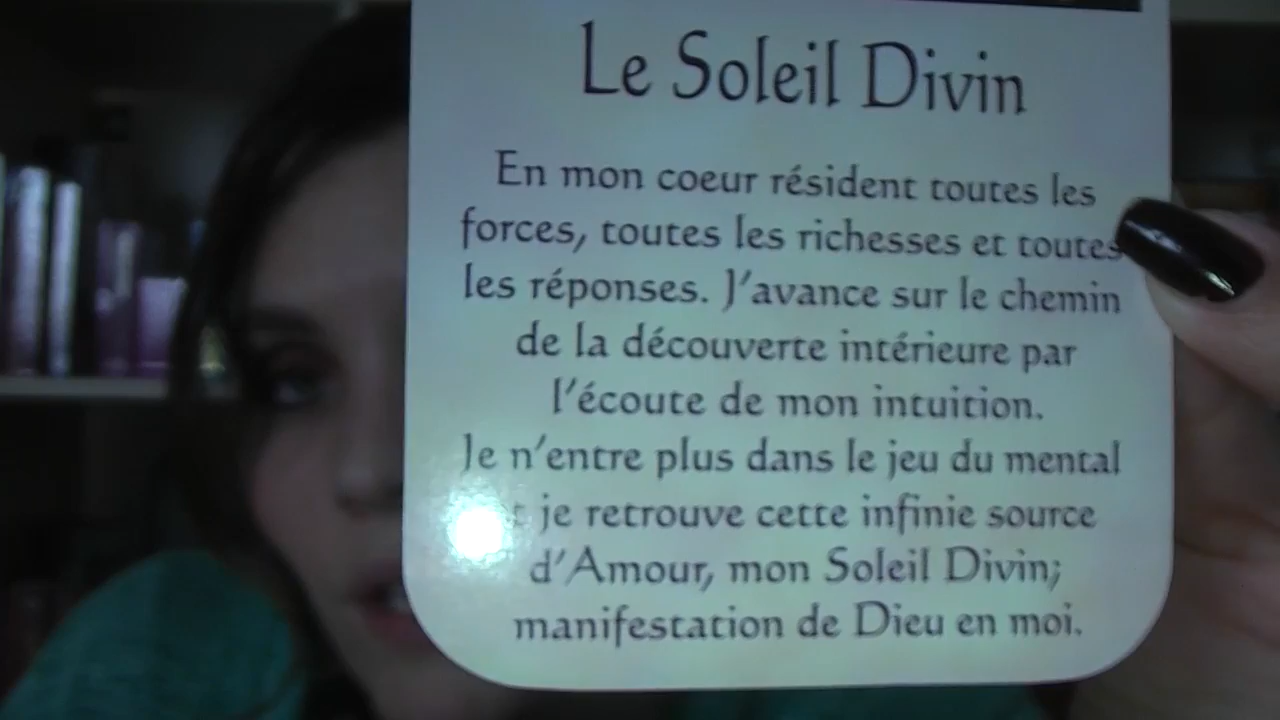 Le Soleil Divin
En mon coeur résident toutes les
forces, toutes les richesses et toutes
les réponses. J'avance sur le chemin
de la découverte intérieure par
l'écoute de mon intuition.
Je n'entre plus dans le jeu du mental
je retrouve cette infinie source
d'Amour, mon Soleil Divin;
manifestation de Dieu en moi.